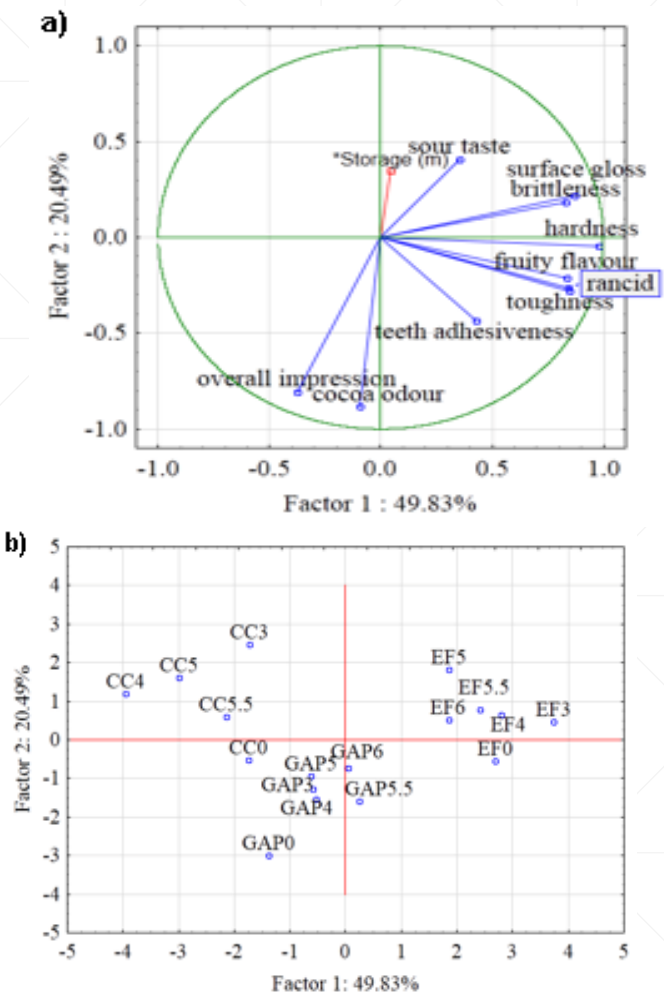 a)
1.0
0.5
0.0
-0.5
-1.0
Factor 2 : 20.49%
sour taste
*Storage (m)
surface gloss
brittleness
hardness
fruity flavour
rancid
toughness
teeth adhesiveness
overall impression
cocoa odour
-1.0 -0.5 0.0 0.5 1.0
Factor 1 : 49.83%
b)
5
4
3
2
1
0
-1
-2
-3
-4
-5
Factor 2: 20.49%
CC3
CC5
CC4
CC5.5
CC0
EF5
EF5.5
EF6
EF4
EF3
EF0
GAP6
GAP5
GAP3
GAP5.5
GAP4
GAP0
-5 -4 -3 -2 -1 0 1 2 3 4 5
Factor 1: 49.83%